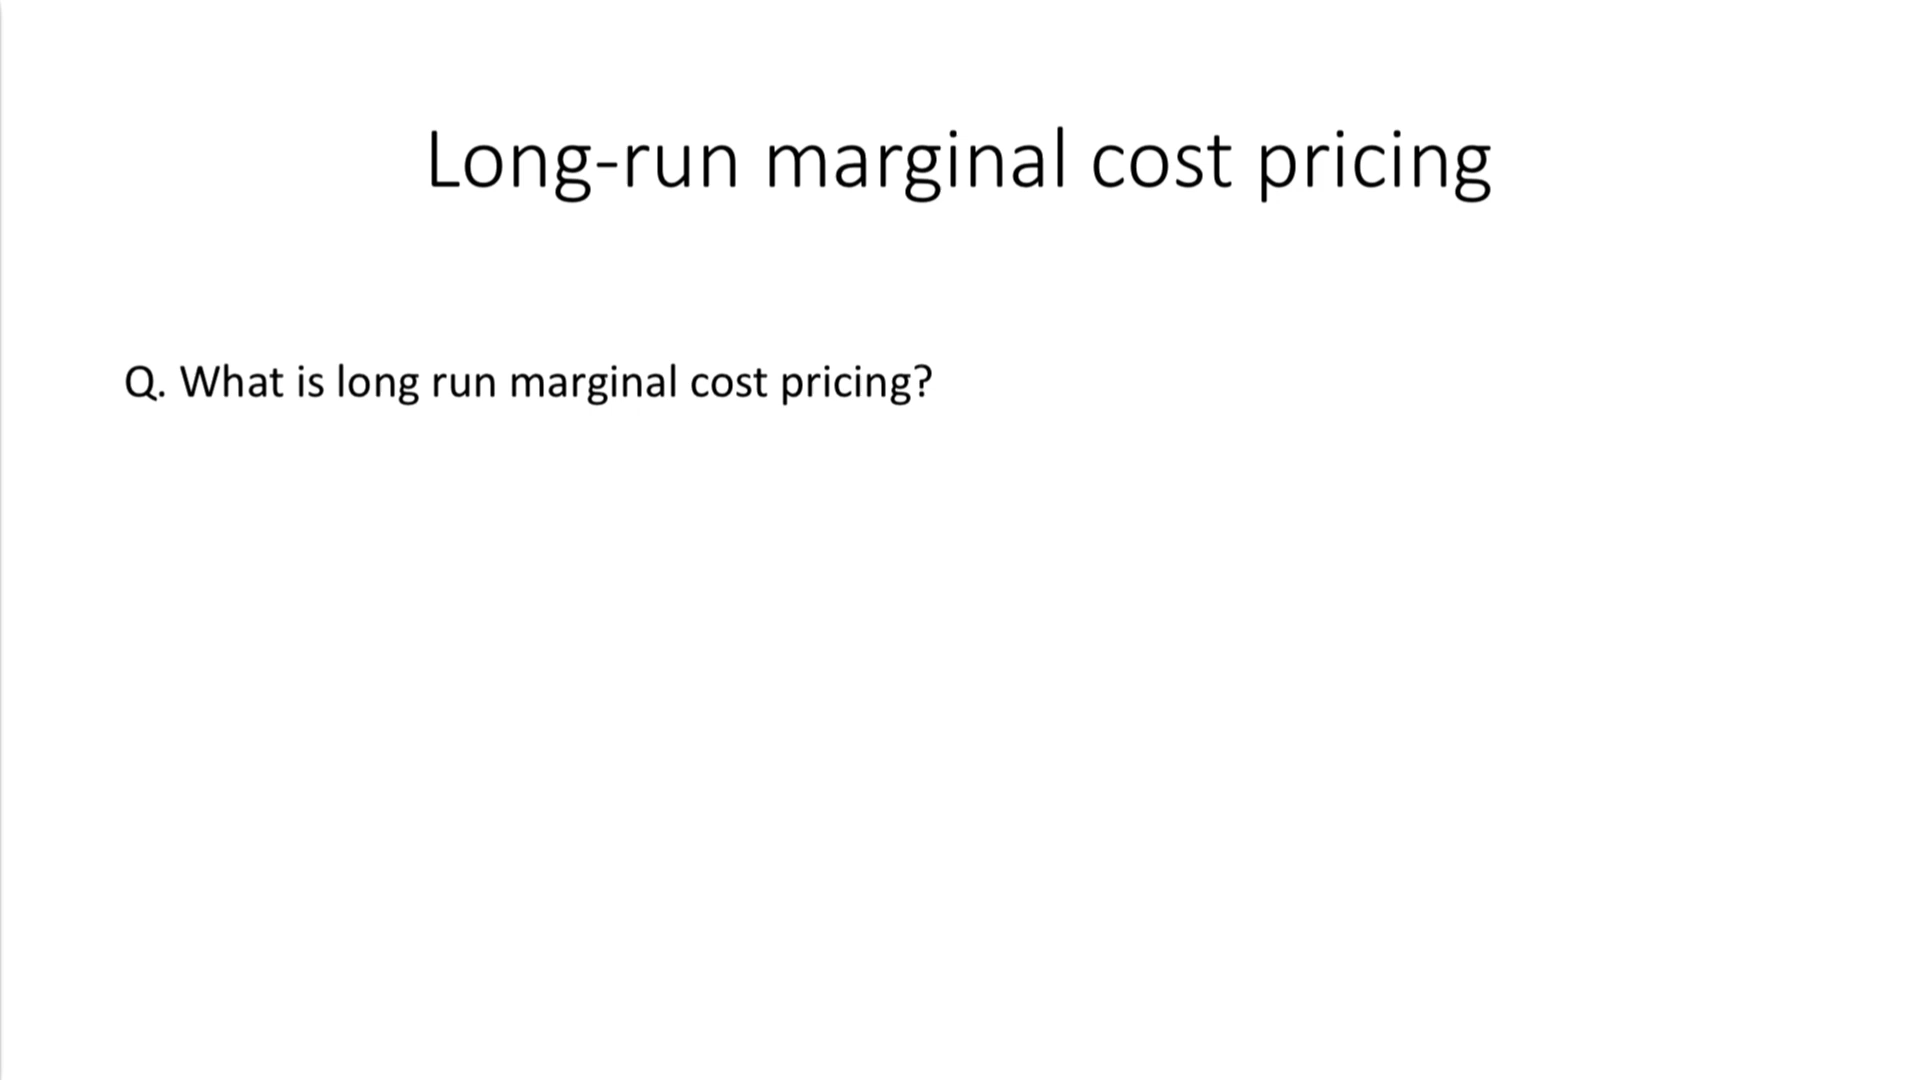 Long-run marginal cost pricing
Q. What is long run marginal cost pricing?